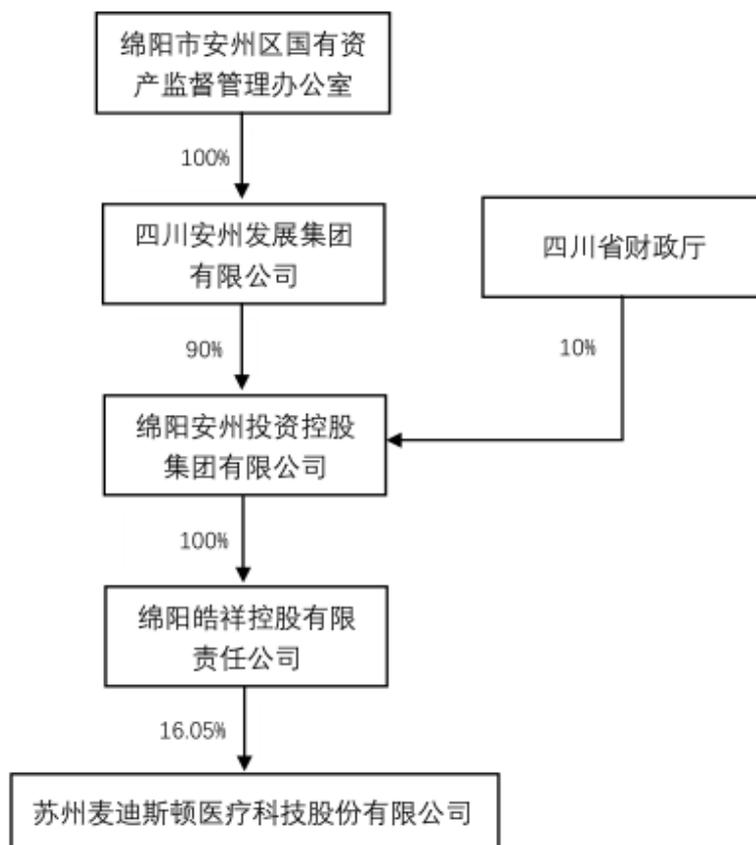 绵阳市安州区国有资
产监督管理办公室
100%
四川安州发展集团
有限公司
四川省财政厅
90%
10%
绵阳安州投资控股
集团有限公司
100%
绵阳皓祥控股有限
责任公司
16.05%
苏州麦迪斯顿医疗科技股份有限公司